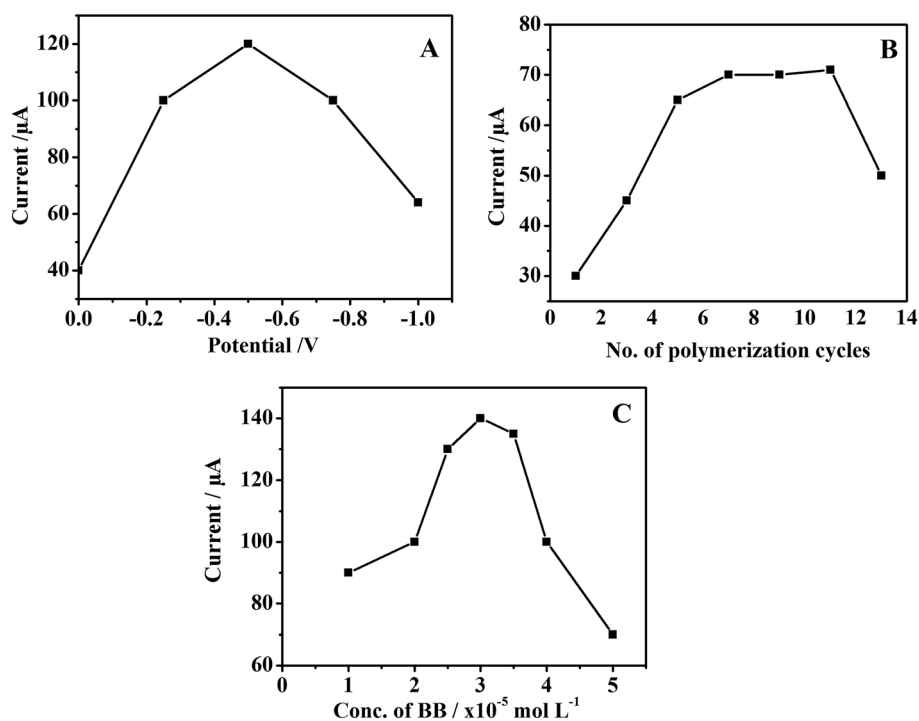 A
Current /µA
120
100
80
60
40
0.0 -0.2 -0.4 -0.6 -0.8 -1.0
Potential /V
B
Current /µA
80
70
60
50
40
30
0 2 4 6 8 10 12 14
No. of polymerization cycles
C
Current / µA
140
120
100
80
60
0 1 2 3 4 5
Conc. of BB / x10⁻⁵ mol L⁻¹